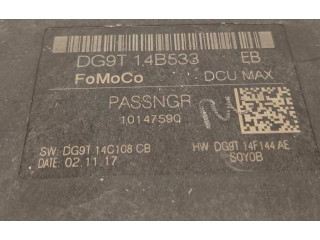 DG9T 14B533 EB
FoMoCo DCU MAX
PASSNGR
10147590
SW: DG9T 14C108 CB HW: DG9T 14F144 AE
DATE: 02.11.17 S0Y0B